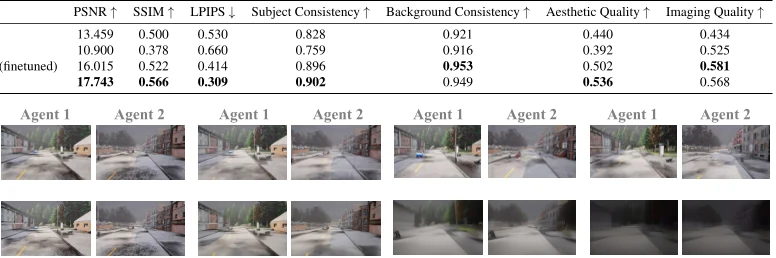 PSNR ↑ SSIM ↑ LPIPS ↓ Subject Consistency ↑ Background Consistency ↑ Aesthetic Quality ↑ Imaging Quality ↑
13.459 0.500 0.530 0.828 0.921 0.440 0.434
10.900 0.378 0.660 0.759 0.916 0.392 0.525
(finetuned) 16.015 0.522 0.414 0.896 0.953 0.502 0.581
17.743 0.566 0.309 0.902 0.949 0.536 0.568
Agent 1 Agent 2 Agent 1 Agent 2 Agent 1 Agent 2 Agent 1 Agent 2